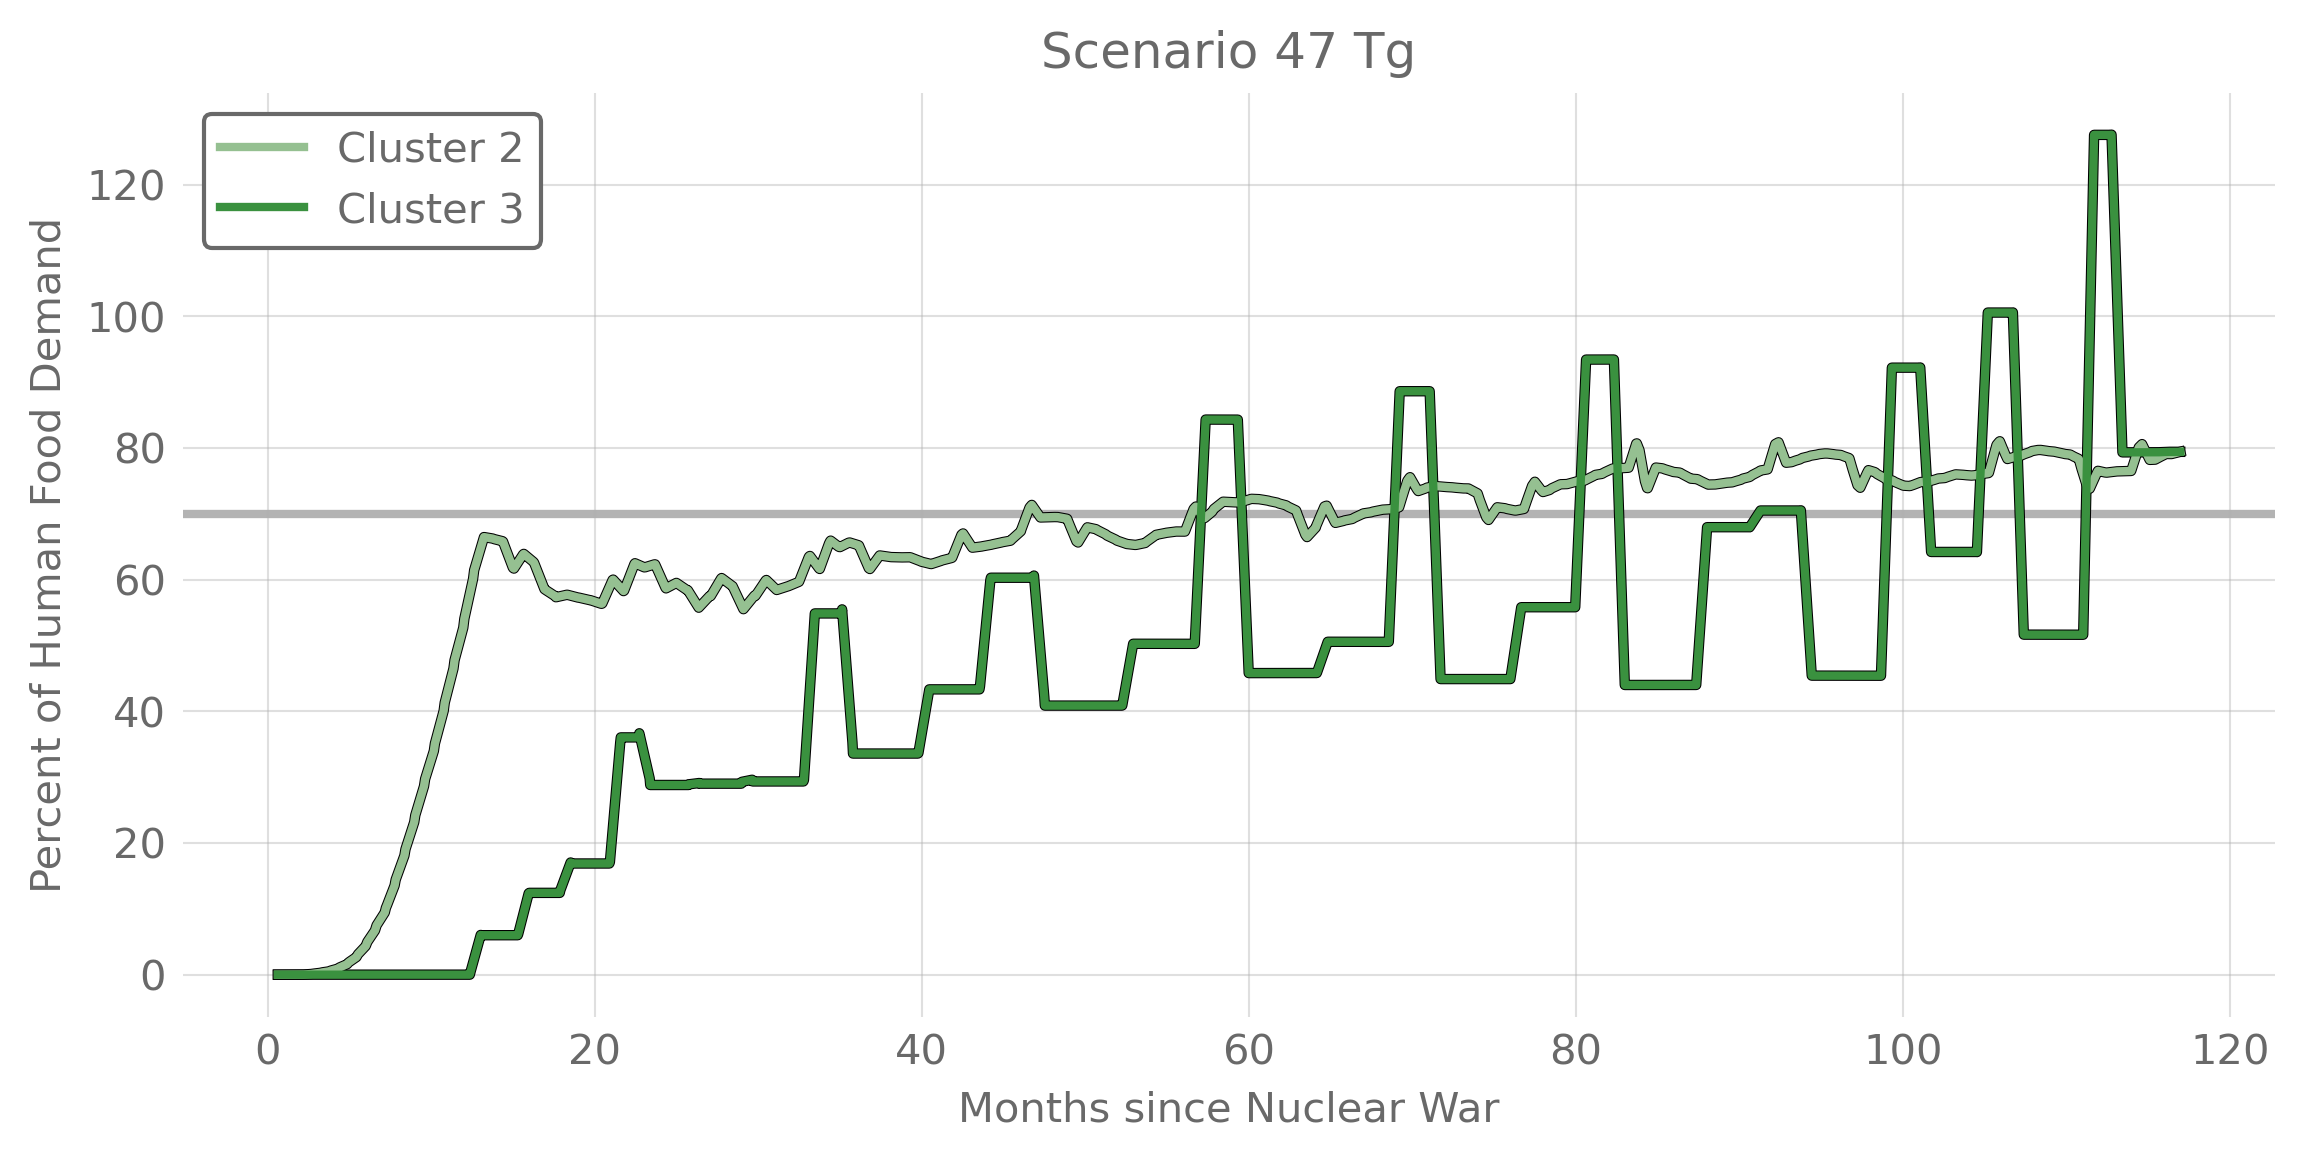 Scenario 47 Tg
Cluster 2
Cluster 3
Percent of Human Food Demand
120
100
80
60
40
20
0
0 20 40 60 80 100 120
Months since Nuclear War